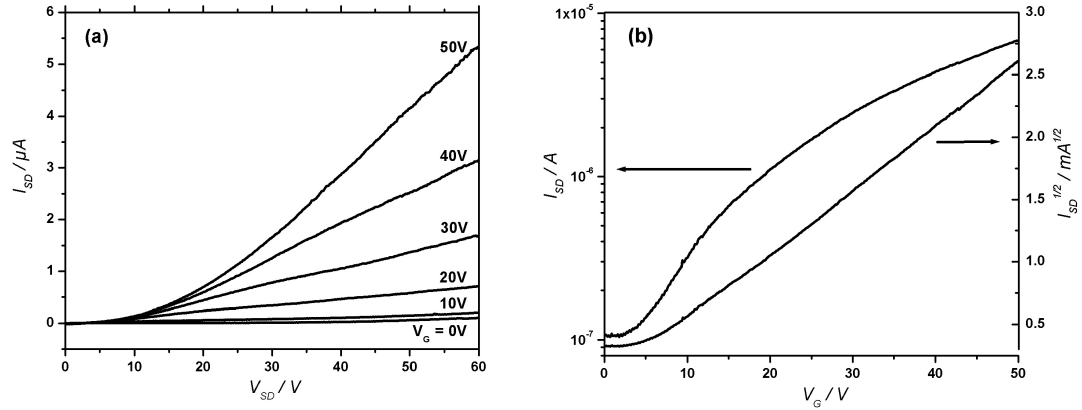 (a)
6
5
4
3
2
1
0
I_SD / µA
50V
40V
30V
20V
10V
V_G = 0V
0 10 20 30 40 50 60
V_SD / V
(b)
1x10^-5
10^-6
10^-7
I_SD / A
3.0
2.5
2.0
1.5
1.0
0.5
I_SD^1/2 / mA^1/2
0 10 20 30 40 50
V_G / V